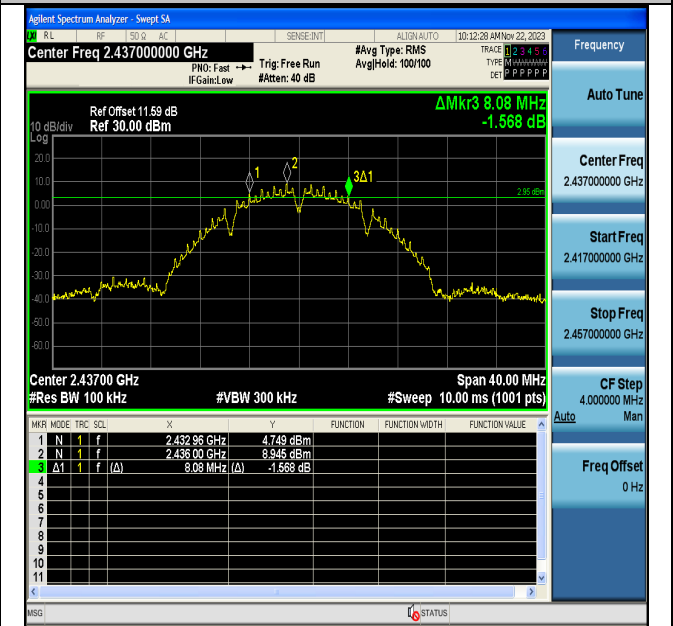 Agilent Spectrum Analyzer - Swept SA
LXI RL RF 50 Ω AC SENSE:INT ALIGN AUTO 10:12:28 AM Nov 22, 2023
Center Freq 2.437000000 GHz
PNO: Fast
IFGain:Low
Trig: Free Run
#Atten: 40 dB
#Avg Type: RMS
Avg|Hold: 100/100
TRACE 1 2 3 4 5 6
TYPE M WWWWW
DET P P P P P P
Frequency
Ref Offset 11.59 dB
10 dB/div Ref 30.00 dBm
Log
ΔMkr3 8.08 MHz
-1.568 dB
20.0
10.0
0.00
-10.0
-20.0
-30.0
-40.0
-50.0
-60.0
1
2
3Δ1
2.95 dBm
Center 2.43700 GHz
Span 40.00 MHz
#Res BW 100 kHz
#VBW 300 kHz
#Sweep 10.00 ms (1001 pts)
MKR MODE TRC SCL X Y FUNCTION FUNCTION WIDTH FUNCTION VALUE
1 N 1 f 2.432 96 GHz 4.749 dBm
2 N 1 f 2.436 00 GHz 8.945 dBm
3 Δ1 1 f (Δ) 8.08 MHz (Δ) -1.568 dB
4
5
6
7
8
9
10
11
MSG
STATUS
Auto Tune
Center Freq
2.437000000 GHz
Start Freq
2.417000000 GHz
Stop Freq
2.457000000 GHz
CF Step
4.000000 MHz
Auto Man
Freq Offset
0 Hz